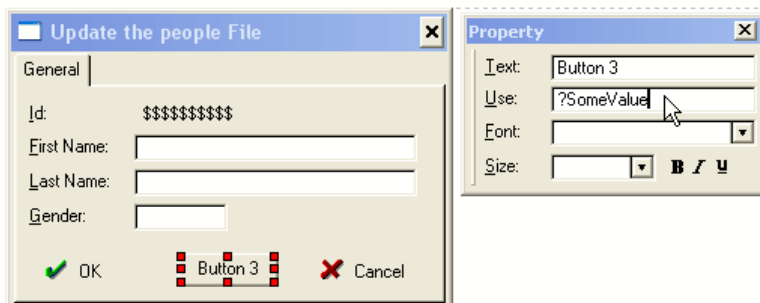 Update the people File
General
Id: $$$$$$$$$$
First Name:
Last Name:
Gender:
OK Button 3 Cancel
Property
Text: Button 3
Use: ?SomeValue
Font:
Size: B I U